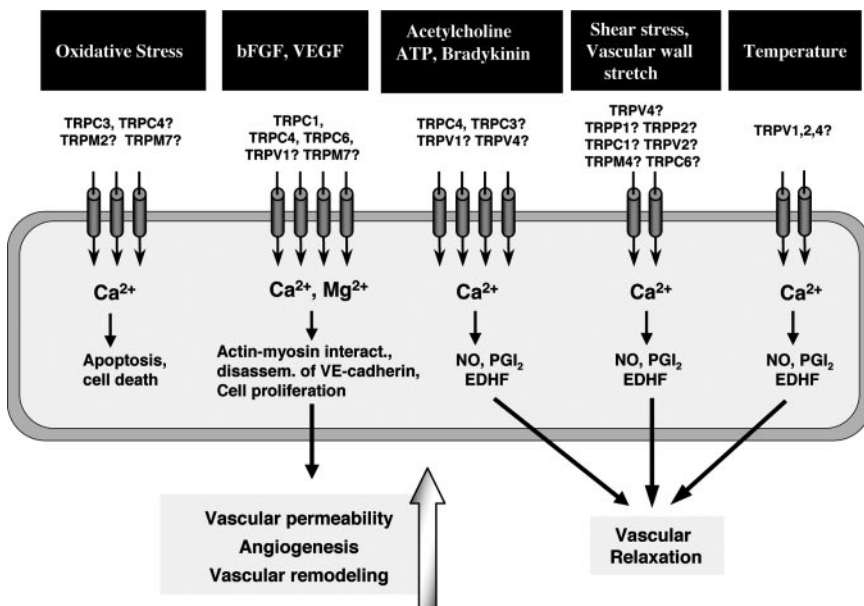 Oxidative Stress
bFGF, VEGF
Acetylcholine
ATP, Bradykinin
Shear stress,
Vascular wall
stretch
Temperature
TRPC3, TRPC4?
TRPM2? TRPM7?
TRPC1,
TRPC4, TRPC6,
TRPV1? TRPM7?
TRPC4, TRPC3?
TRPV1? TRPV4?
TRPV4?
TRPP1? TRPP2?
TRPC1? TRPV2?
TRPM4? TRPC6?
TRPV1,2,4?
Ca²⁺
Ca²⁺, Mg²⁺
Ca²⁺
Ca²⁺
Ca²⁺
Apoptosis,
cell death
Actin-myosin interact.,
disassem. of VE-cadherin,
Cell proliferation
NO, PGI₂
EDHF
NO, PGI₂
EDHF
NO, PGI₂
EDHF
Vascular permeability
Angiogenesis
Vascular remodeling
Vascular
Relaxation